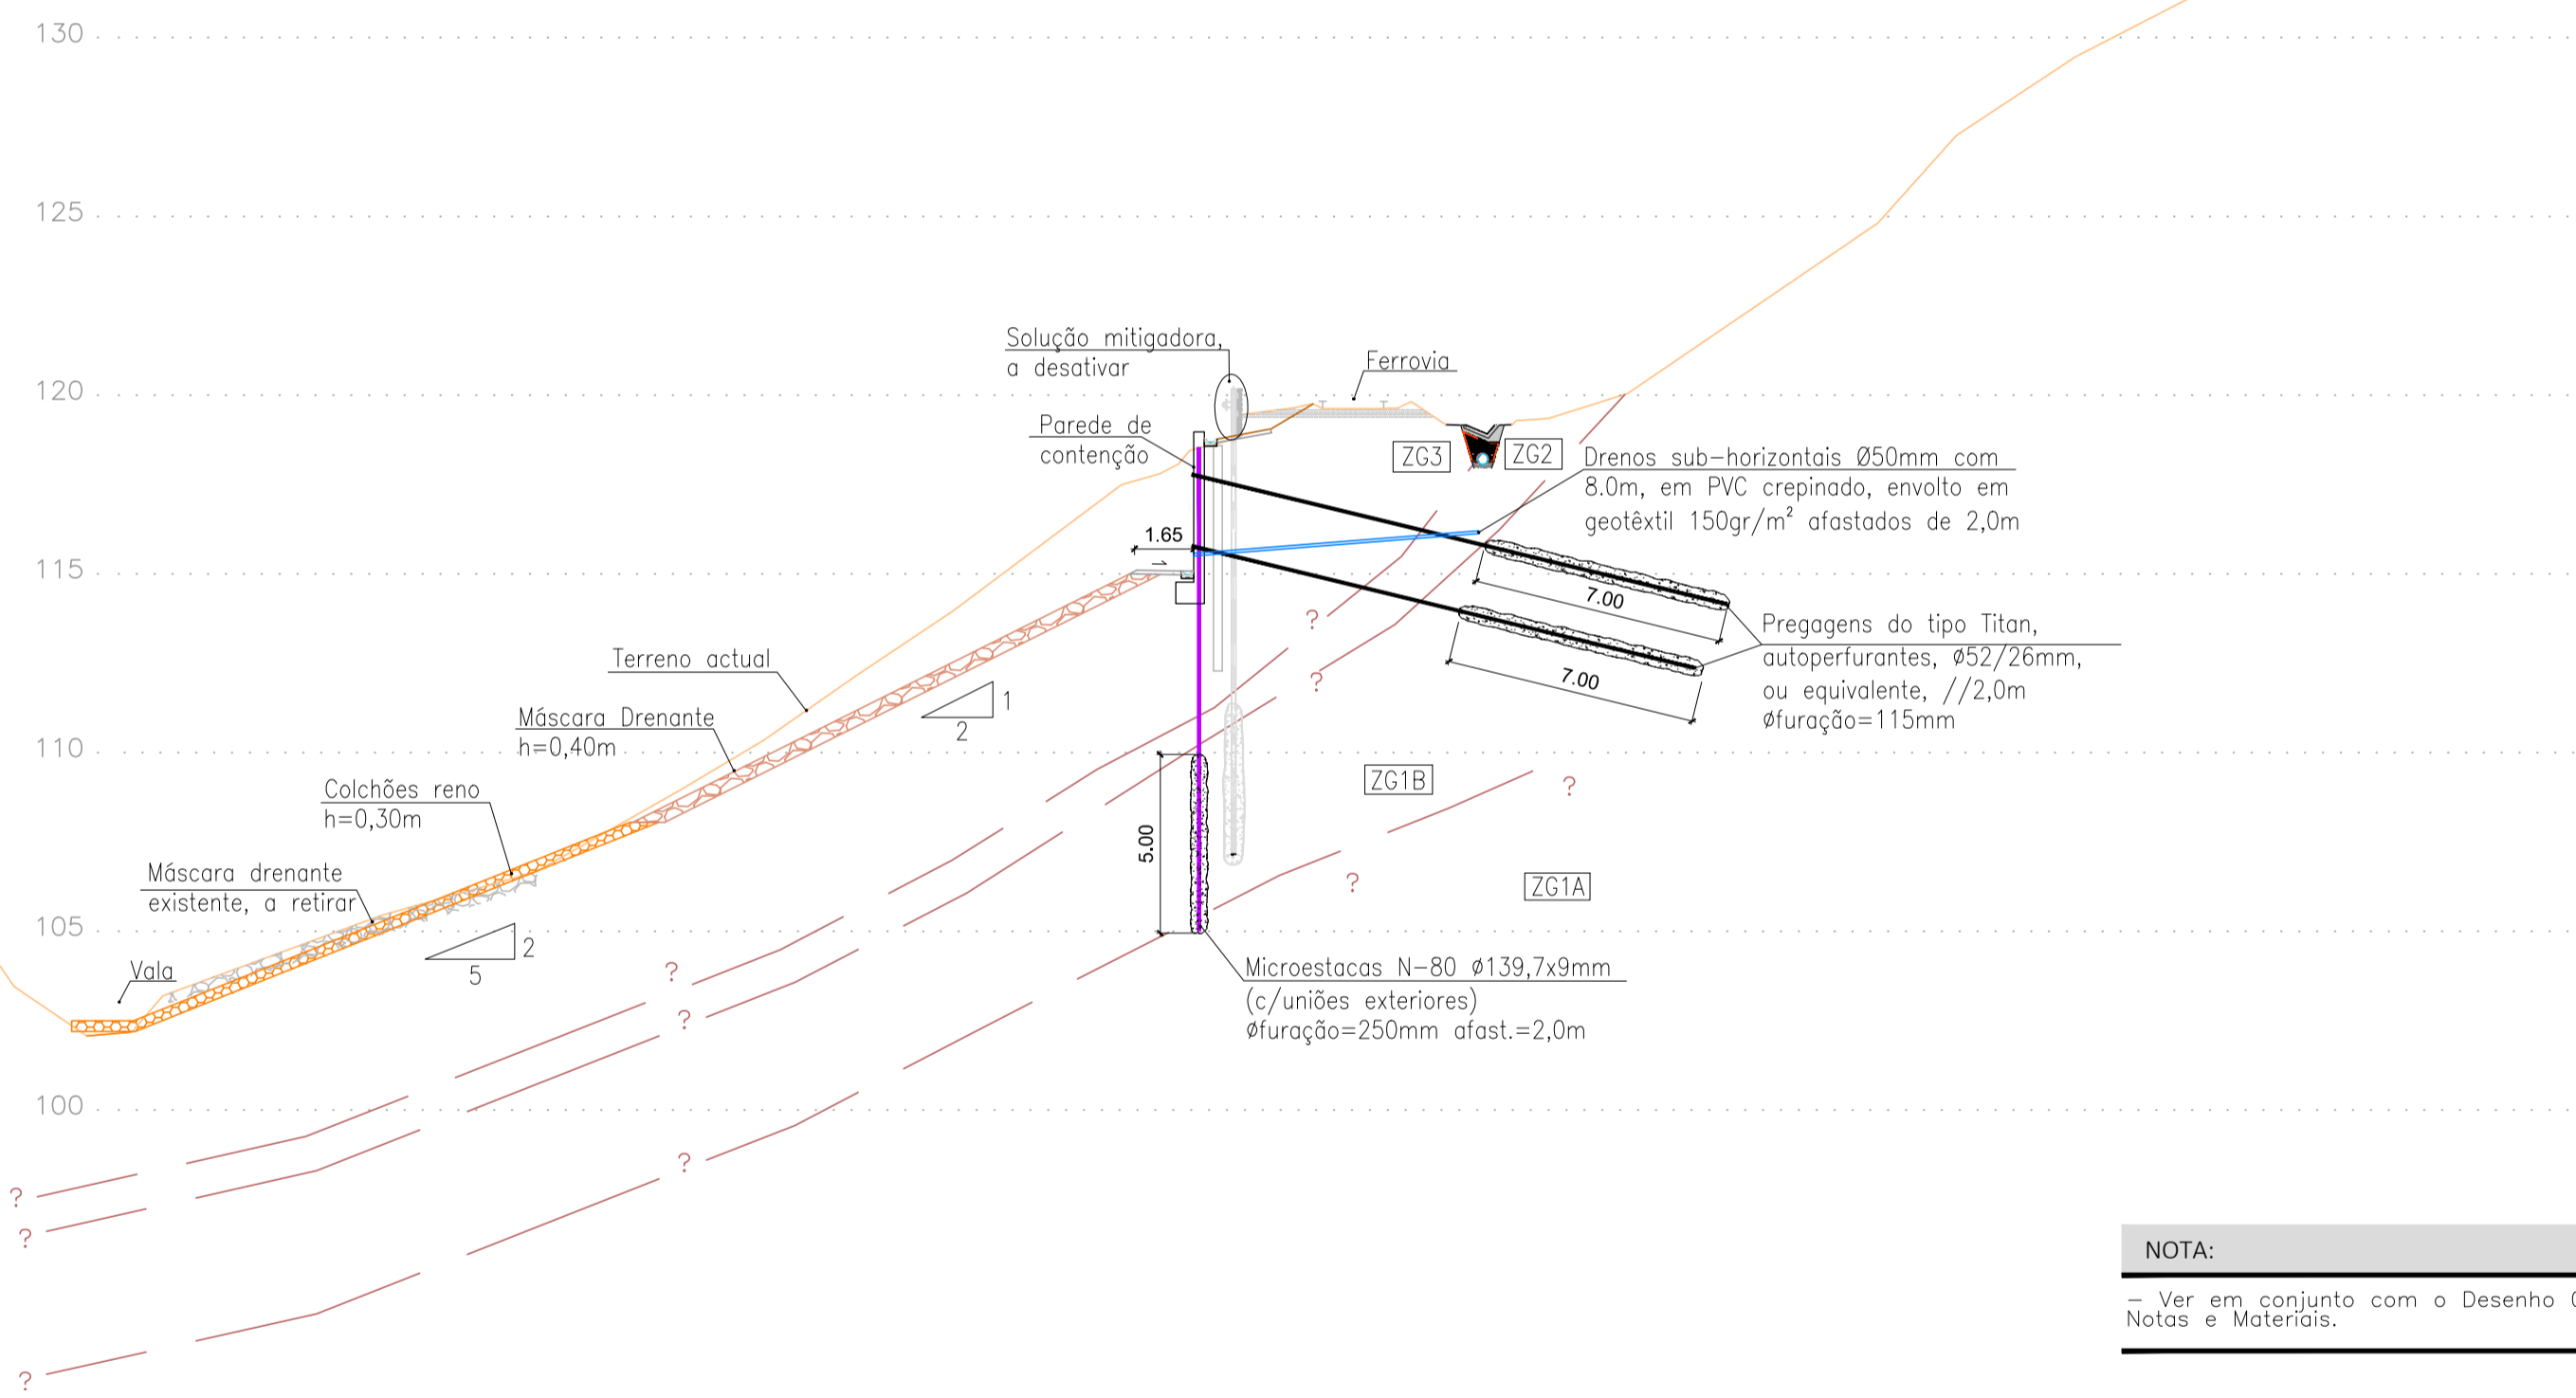 130
125
120
115
110
105
100
Solução mitigadora,
a desativar
Ferrovia
Parede de
contenção
ZG3
ZG2
Drenos sub-horizontais Ø50mm com
8.0m, em PVC crepinado, envolto em
geotêxtil 150gr/m² afastados de 2,0m
1.65
7.00
7.00
Pregagens do tipo Titan,
autoperfurantes, Ø52/26mm,
ou equivalente, //2,0m
Øfuração=115mm
?
?
Terreno actual
1
2
Máscara Drenante
h=0,40m
Colchões reno
h=0,30m
ZG1B
?
5.00
Máscara drenante
existente, a retirar
?
ZG1A
2
5
Vala
?
?
Microestacas N-80 Ø139,7x9mm
(c/uniões exteriores)
Øfuração=250mm afast.=2,0m
?
?
?
?
NOTA:
- Ver em conjunto com o Desenho
Notas e Materiais.